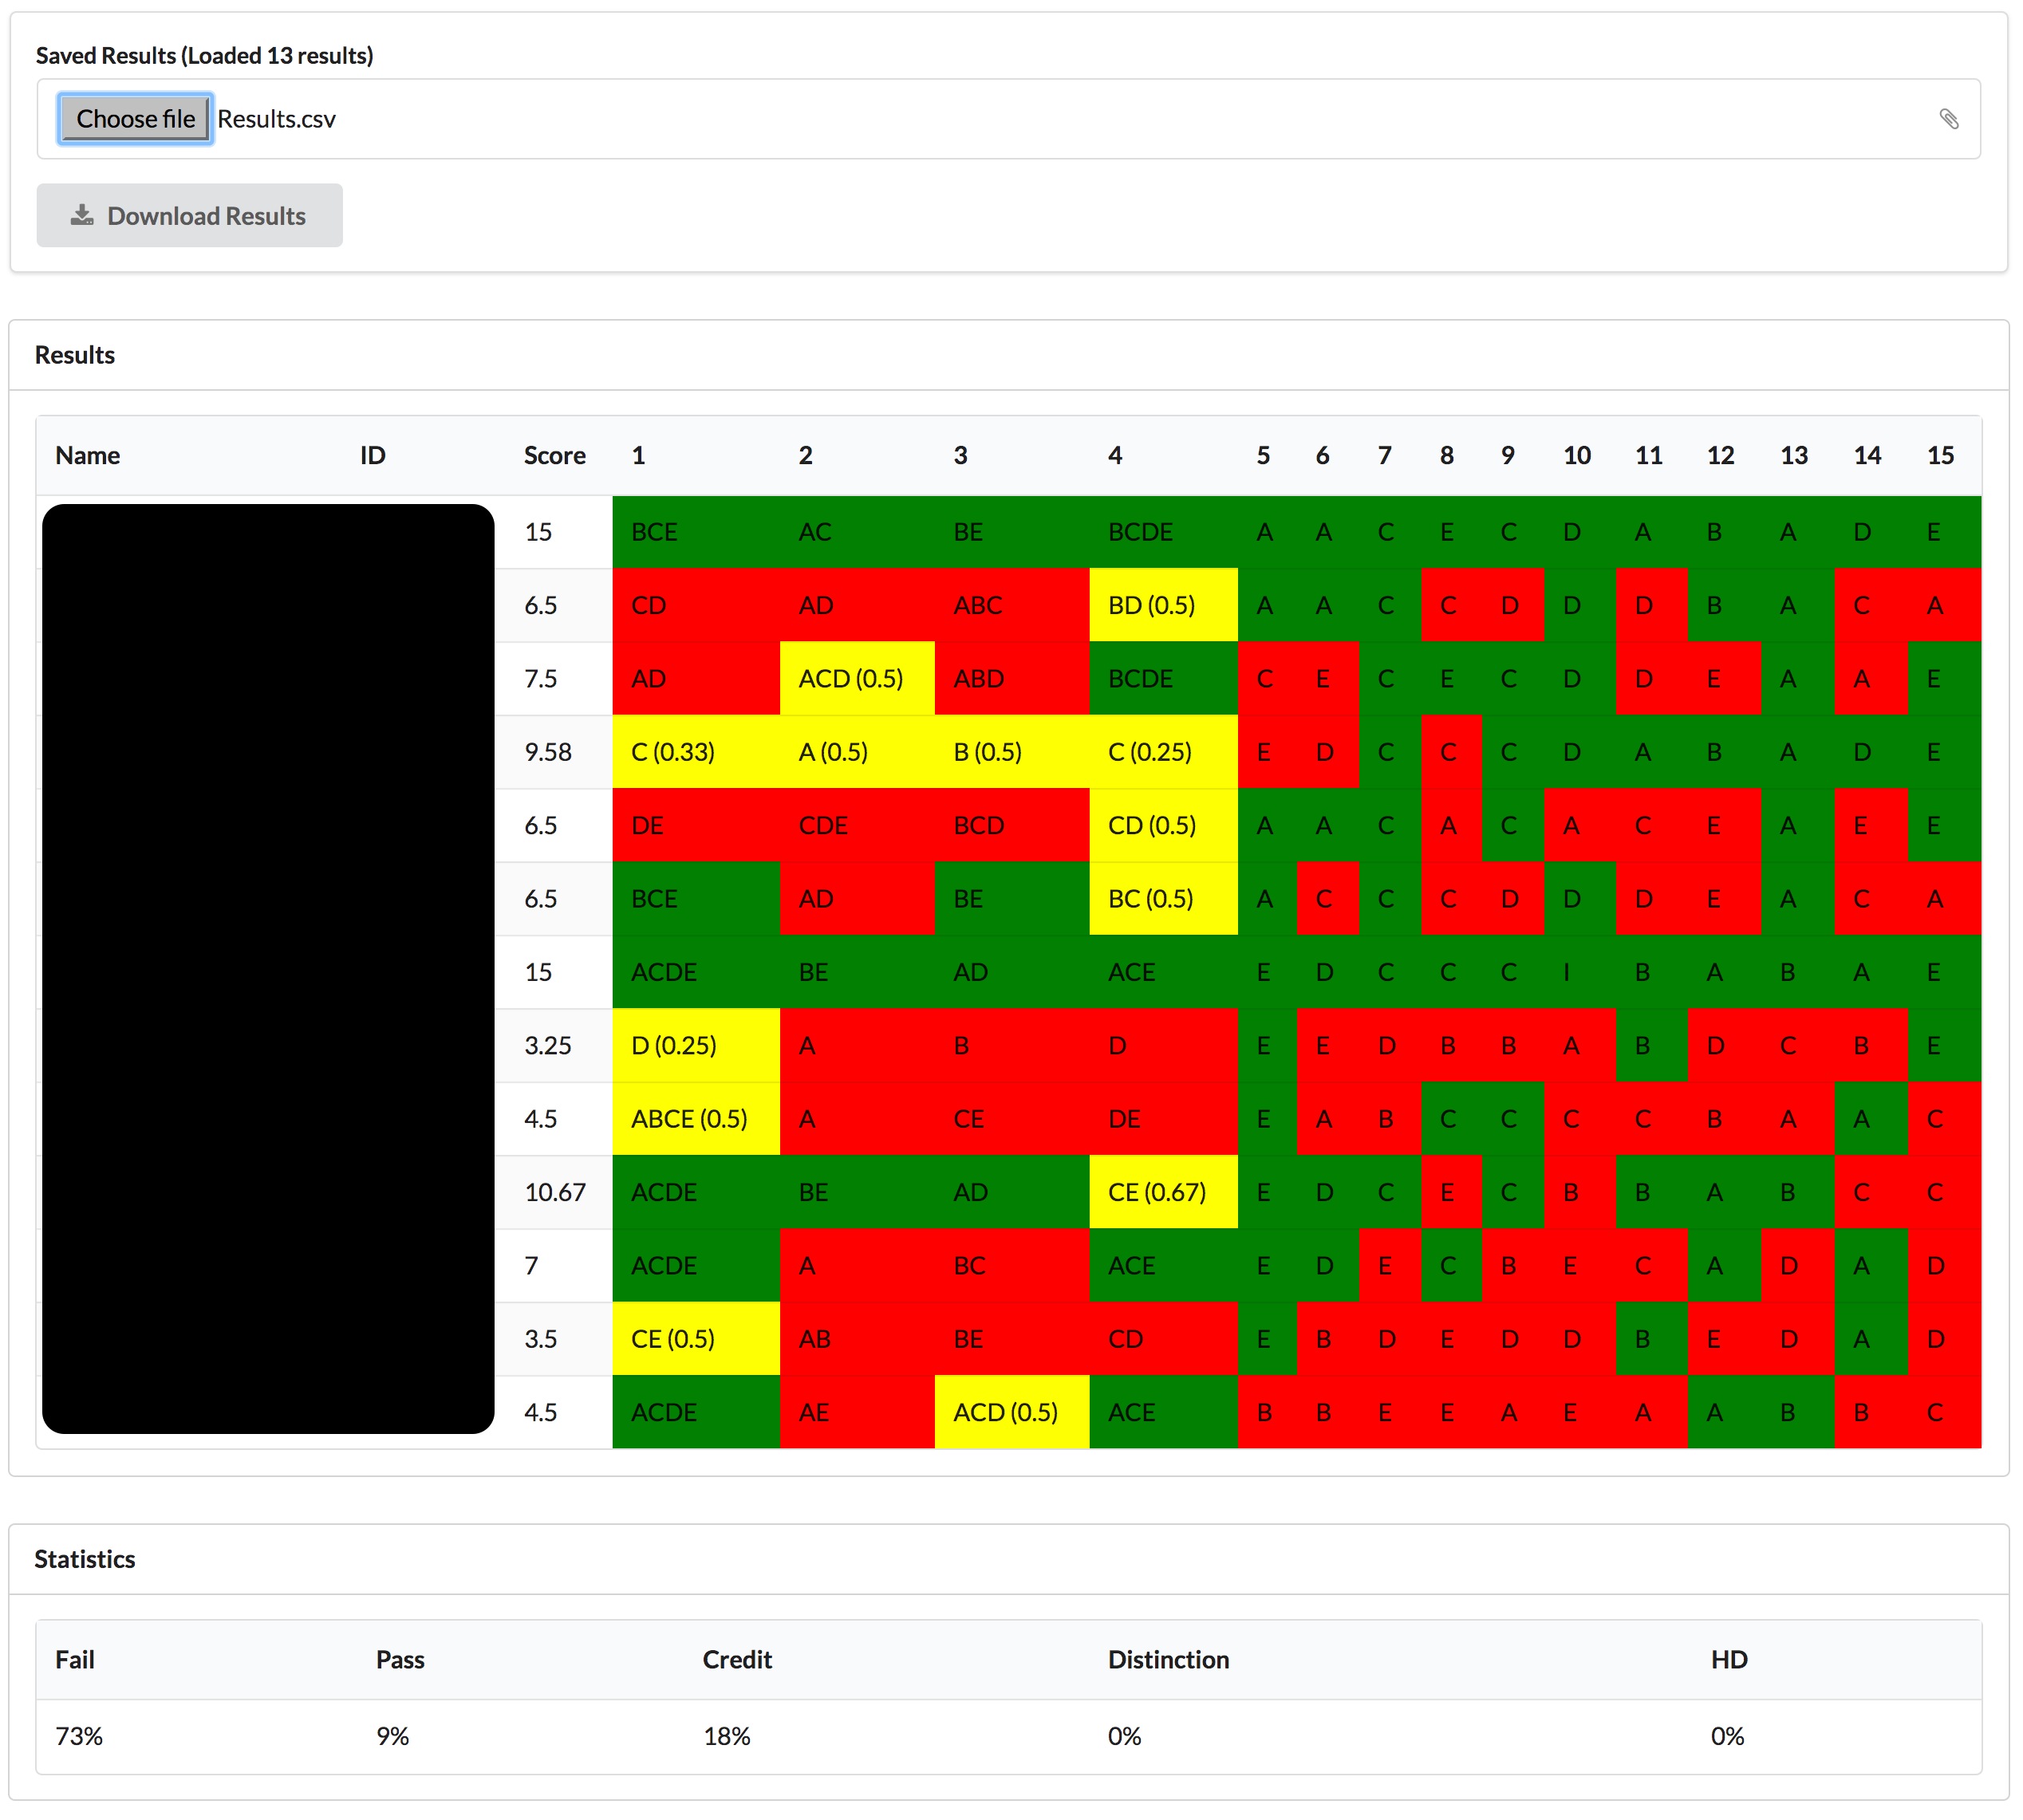 Saved Results (Loaded 13 results)
Choose file Results.csv
Download Results
Results
Name ID Score 1 2 3 4 5 6 7 8 9 10 11 12 13 14 15
15 BCE AC BE BCDE A A C E C D A B A D E
6.5 CD AD ABC BD (0.5) A A C C D D D B A C A
7.5 AD ACD (0.5) ABD BCDE C E C E C D D E A A E
9.58 C (0.33) A (0.5) B (0.5) C (0.25) E D C C C D A B A D E
6.5 DE CDE BCD CD (0.5) A A C A C A C E A E E
6.5 BCE AD BE BC (0.5) A C C C D D D E A C A
15 ACDE BE AD ACE E D C C C I B A B A E
3.25 D (0.25) A B D E E D B B A B D C B E
4.5 ABCE (0.5) A CE DE E A B C C C C B A A C
10.67 ACDE BE AD CE (0.67) E D C E C B B A B C C
7 ACDE A BC ACE E D E C B E C A D A D
3.5 CE (0.5) AB BE CD E B D E D D B E D A D
4.5 ACDE AE ACD (0.5) ACE B B E E A E A A B B C
Statistics
Fail Pass Credit Distinction HD
73% 9% 18% 0% 0%